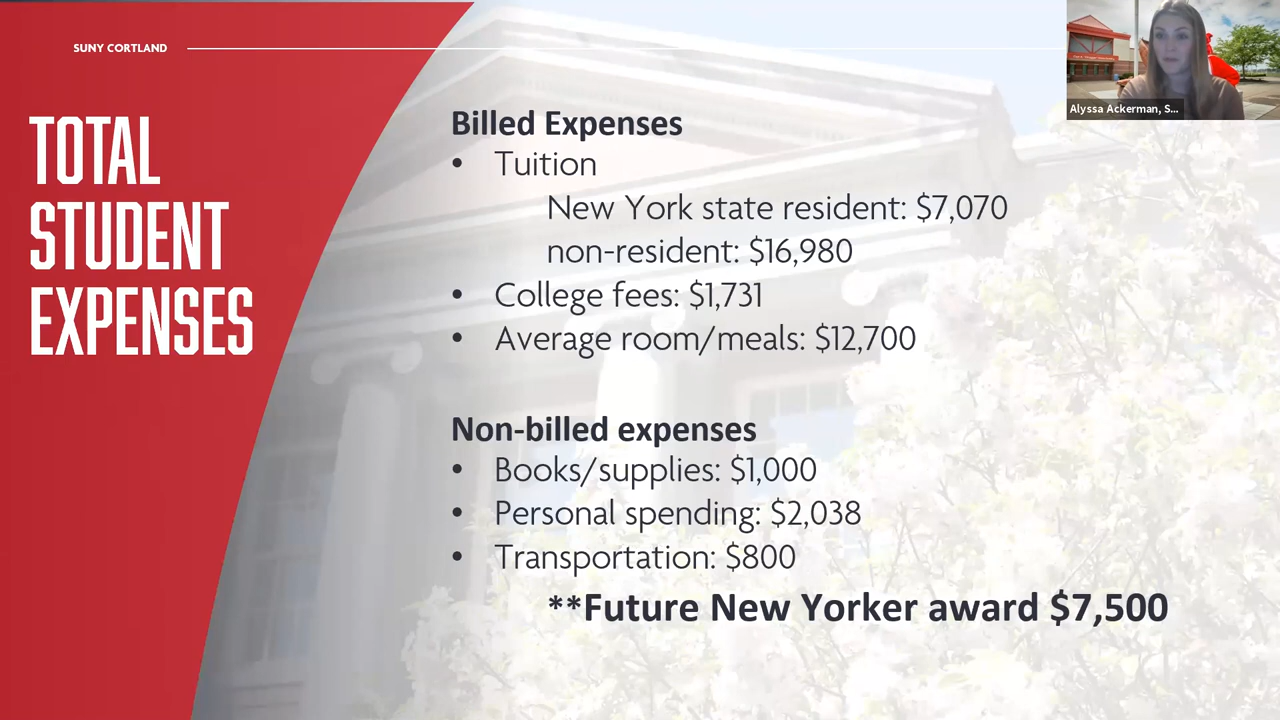 SUNY CORTLAND
TOTAL
STUDENT
EXPENSES
Billed Expenses
• Tuition
New York state resident: $7,070
non-resident: $16,980
• College fees: $1,731
• Average room/meals: $12,700
Non-billed expenses
• Books/supplies: $1,000
• Personal spending: $2,038
• Transportation: $800
**Future New Yorker award $7,500
Alyssa Ackerman, S...